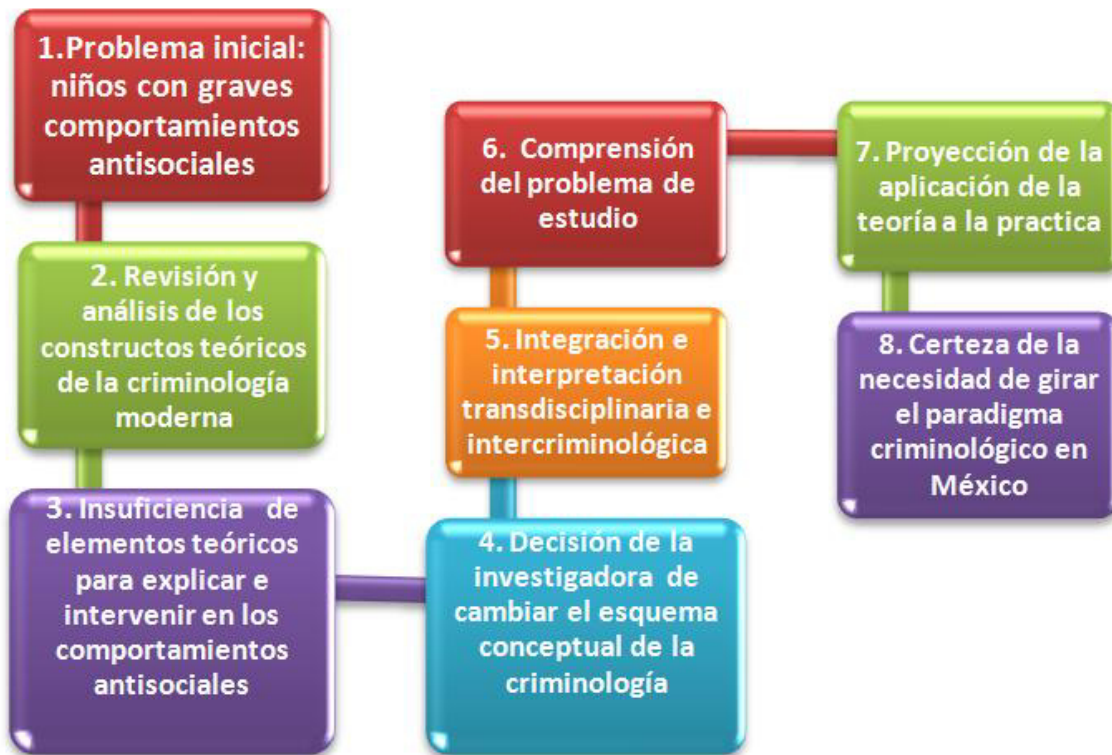 1.Problema inicial:
niños con graves
comportamientos
antisociales
2. Revisión y
análisis de los
constructos teóricos
de la criminología
moderna
3. Insuficiencia de
elementos teóricos
para explicar e
intervenir en los
comportamientos
antisociales
4. Decisión de la
investigadora de
cambiar el esquema
conceptual de la
criminología
5. Integración e
interpretación
transdisciplinaria e
intercriminológica
6. Comprensión
del problema de
estudio
7. Proyección de la
aplicación de la
teoría a la practica
8. Certeza de la
necesidad de girar
el paradigma
criminológico en
México